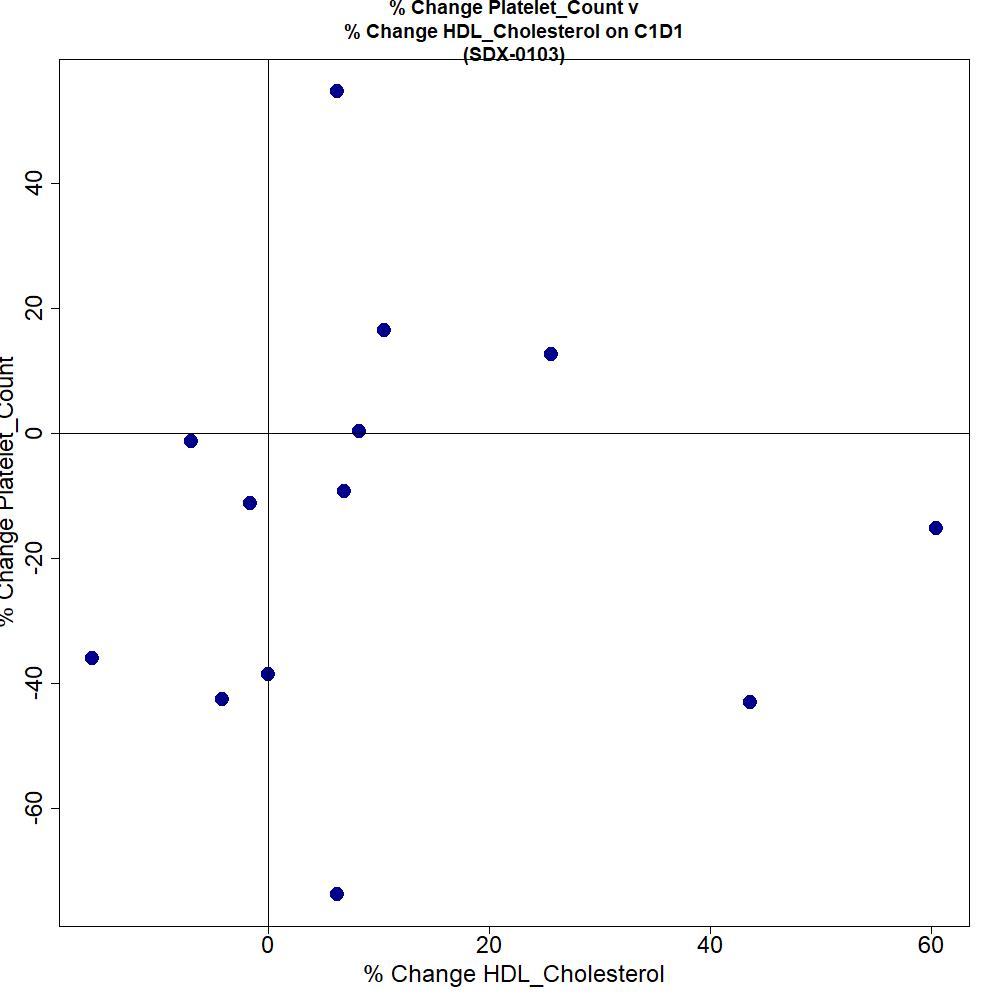 % Change Platelet_Count v
% Change HDL_Cholesterol on C1D1
(SDX-0103)
% Change Platelet_Count
40
20
0
-20
-40
-60
0
20
40
60
% Change HDL_Cholesterol